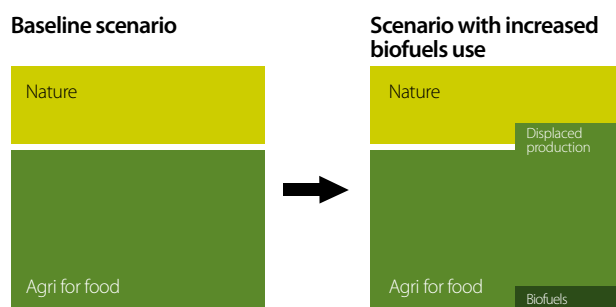 Baseline scenario
Nature
Agri for food
Scenario with increased
biofuels use
Nature
Displaced
production
Agri for food
Biofuels